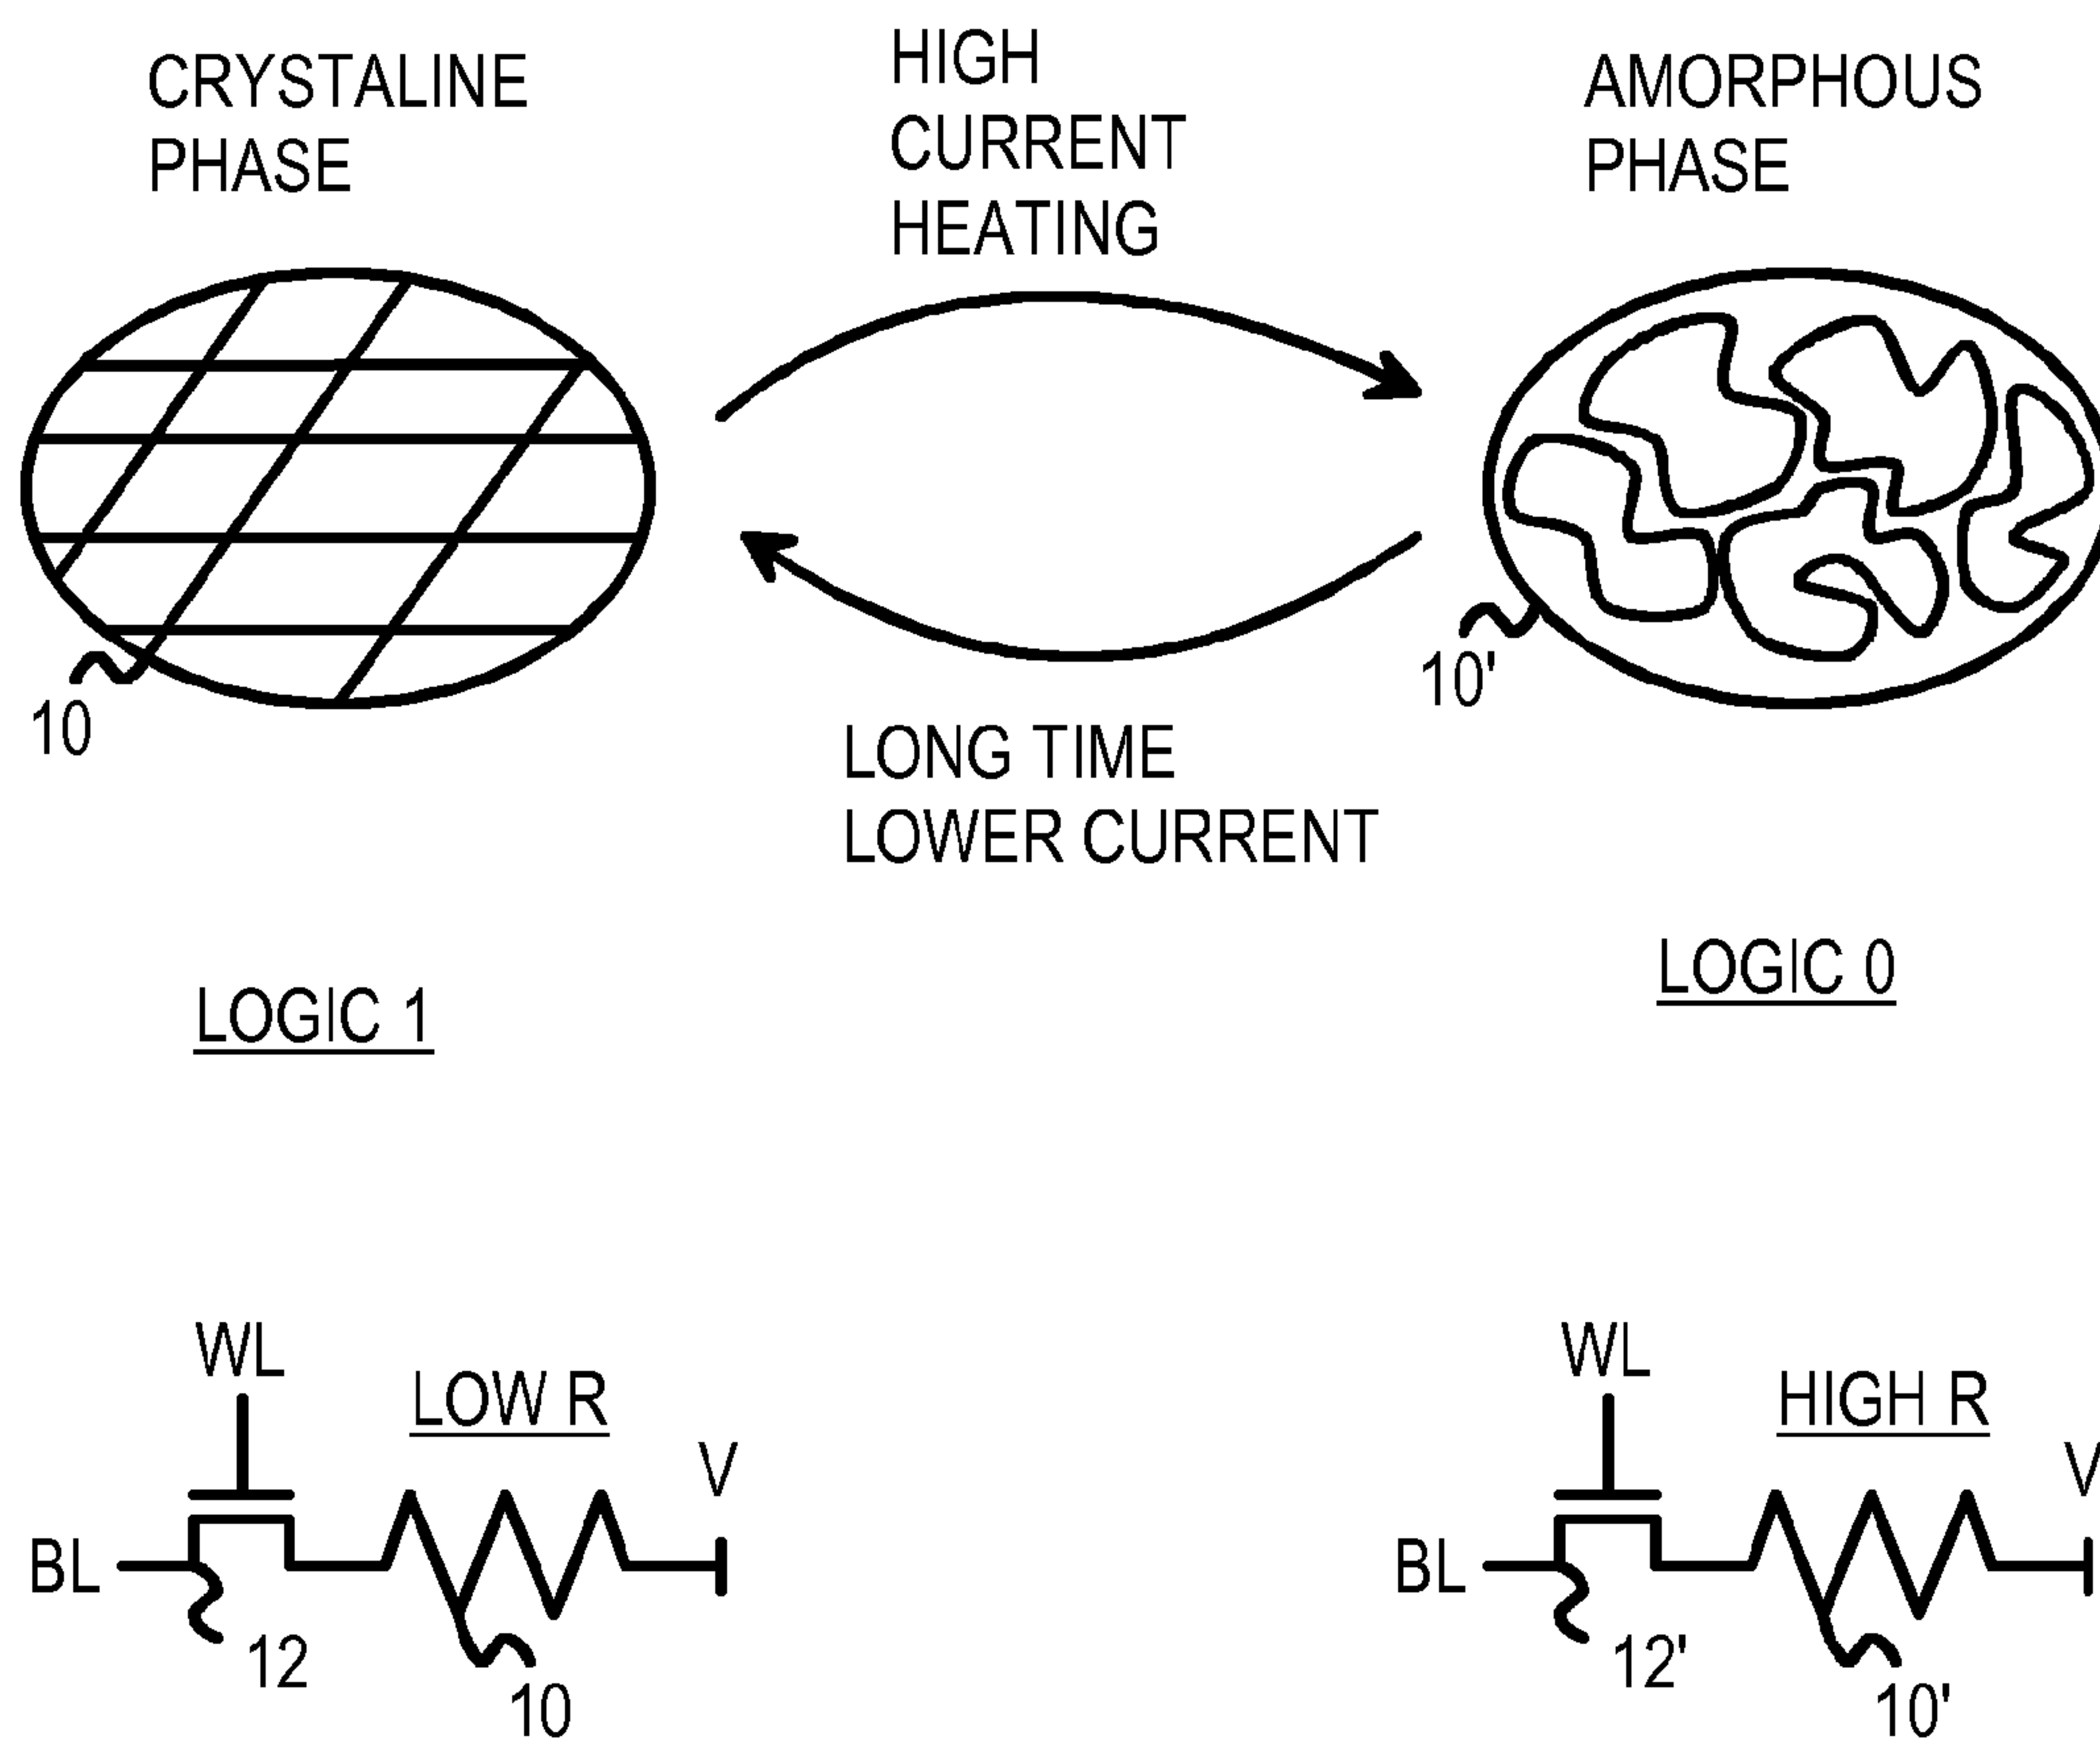 CRYSTALINE
PHASE
HIGH
CURRENT
HEATING
AMORPHOUS
PHASE
10
10'
LONG TIME
LOWER CURRENT
LOGIC 1
LOGIC 0
WL
LOW R
V
BL
12
10
WL
HIGH R
V
BL
12'
10'